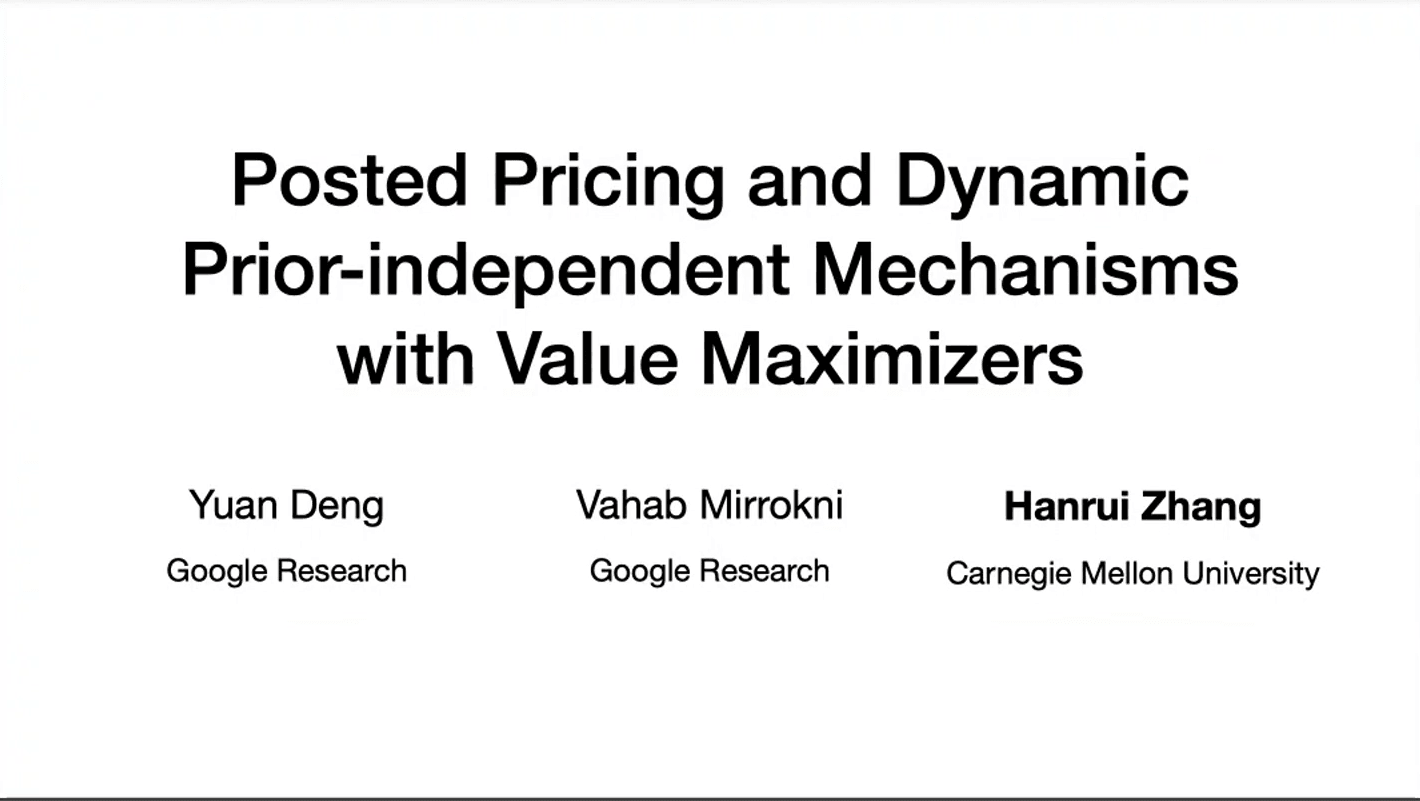 Posted Pricing and Dynamic
Prior-independent Mechanisms
with Value Maximizers
Yuan Deng Vahab Mirrokni Hanrui Zhang
Google Research Google Research Carnegie Mellon University